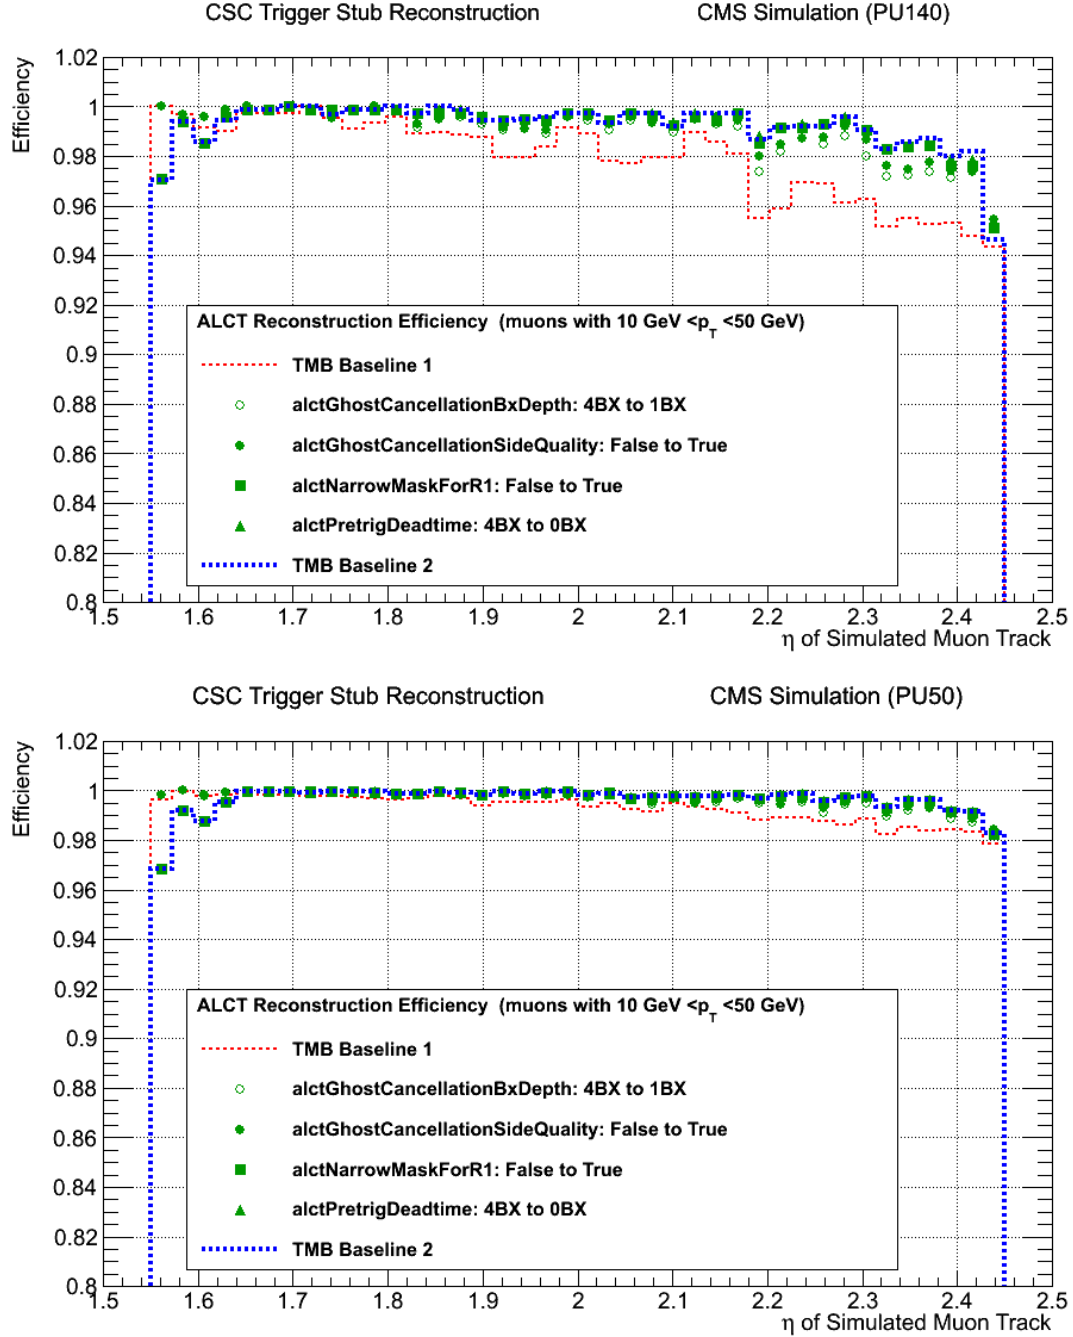 CSC Trigger Stub Reconstruction CMS Simulation (PU140)
Efficiency
1.02
1
0.98
0.96
0.94
0.92
0.9
0.88
0.86
0.84
0.82
0.8
ALCT Reconstruction Efficiency (muons with 10 GeV <pT <50 GeV)
TMB Baseline 1
alctGhostCancellationBxDepth: 4BX to 1BX
alctGhostCancellationSideQuality: False to True
alctNarrowMaskForR1: False to True
alctPretrigDeadtime: 4BX to 0BX
TMB Baseline 2
1.5 1.6 1.7 1.8 1.9 2 2.1 2.2 2.3 2.4 2.5
η of Simulated Muon Track
CSC Trigger Stub Reconstruction CMS Simulation (PU50)
Efficiency
1.02
1
0.98
0.96
0.94
0.92
0.9
0.88
0.86
0.84
0.82
0.8
ALCT Reconstruction Efficiency (muons with 10 GeV <pT <50 GeV)
TMB Baseline 1
alctGhostCancellationBxDepth: 4BX to 1BX
alctGhostCancellationSideQuality: False to True
alctNarrowMaskForR1: False to True
alctPretrigDeadtime: 4BX to 0BX
TMB Baseline 2
1.5 1.6 1.7 1.8 1.9 2 2.1 2.2 2.3 2.4 2.5
η of Simulated Muon Track